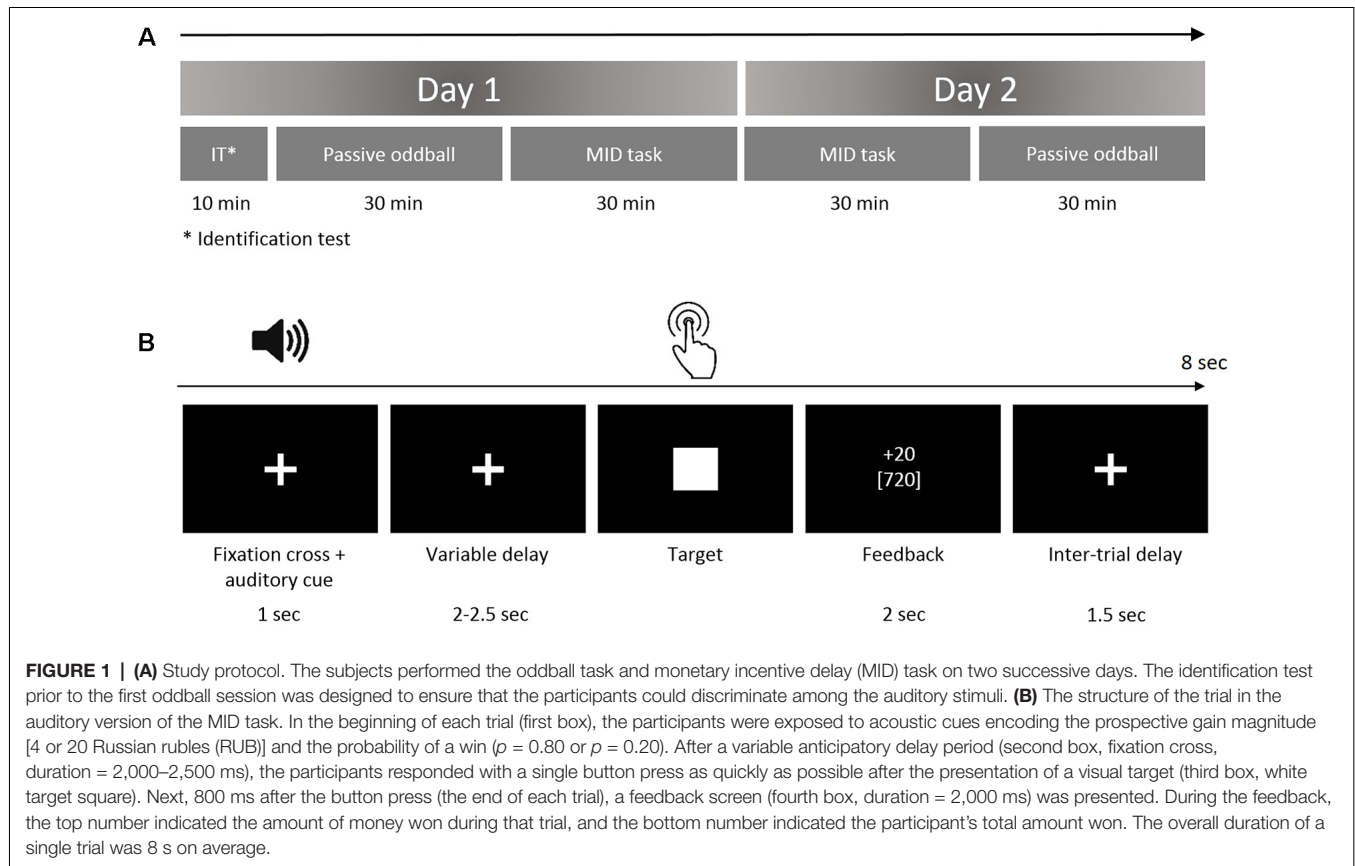 A
Day 1 Day 2
IT* Passive oddball MID task MID task Passive oddball
10 min 30 min 30 min 30 min 30 min
* Identification test
B
8 sec
+20
[720]
Fixation cross + Variable delay Target Feedback Inter-trial delay
auditory cue
1 sec 2-2.5 sec 2 sec 1.5 sec
FIGURE 1 | (A) Study protocol. The subjects performed the oddball task and monetary incentive delay (MID) task on two successive days. The identification test
prior to the first oddball session was designed to ensure that the participants could discriminate among the auditory stimuli. (B) The structure of the trial in the
auditory version of the MID task. In the beginning of each trial (first box), the participants were exposed to acoustic cues encoding the prospective gain magnitude
[4 or 20 Russian rubles (RUB)] and the probability of a win (p = 0.80 or p = 0.20). After a variable anticipatory delay period (second box, fixation cross,
duration = 2,000–2,500 ms), the participants responded with a single button press as quickly as possible after the presentation of a visual target (third box, white
target square). Next, 800 ms after the button press (the end of each trial), a feedback screen (fourth box, duration = 2,000 ms) was presented. During the feedback,
the top number indicated the amount of money won during that trial, and the bottom number indicated the participant's total amount won. The overall duration of a
single trial was 8 s on average.